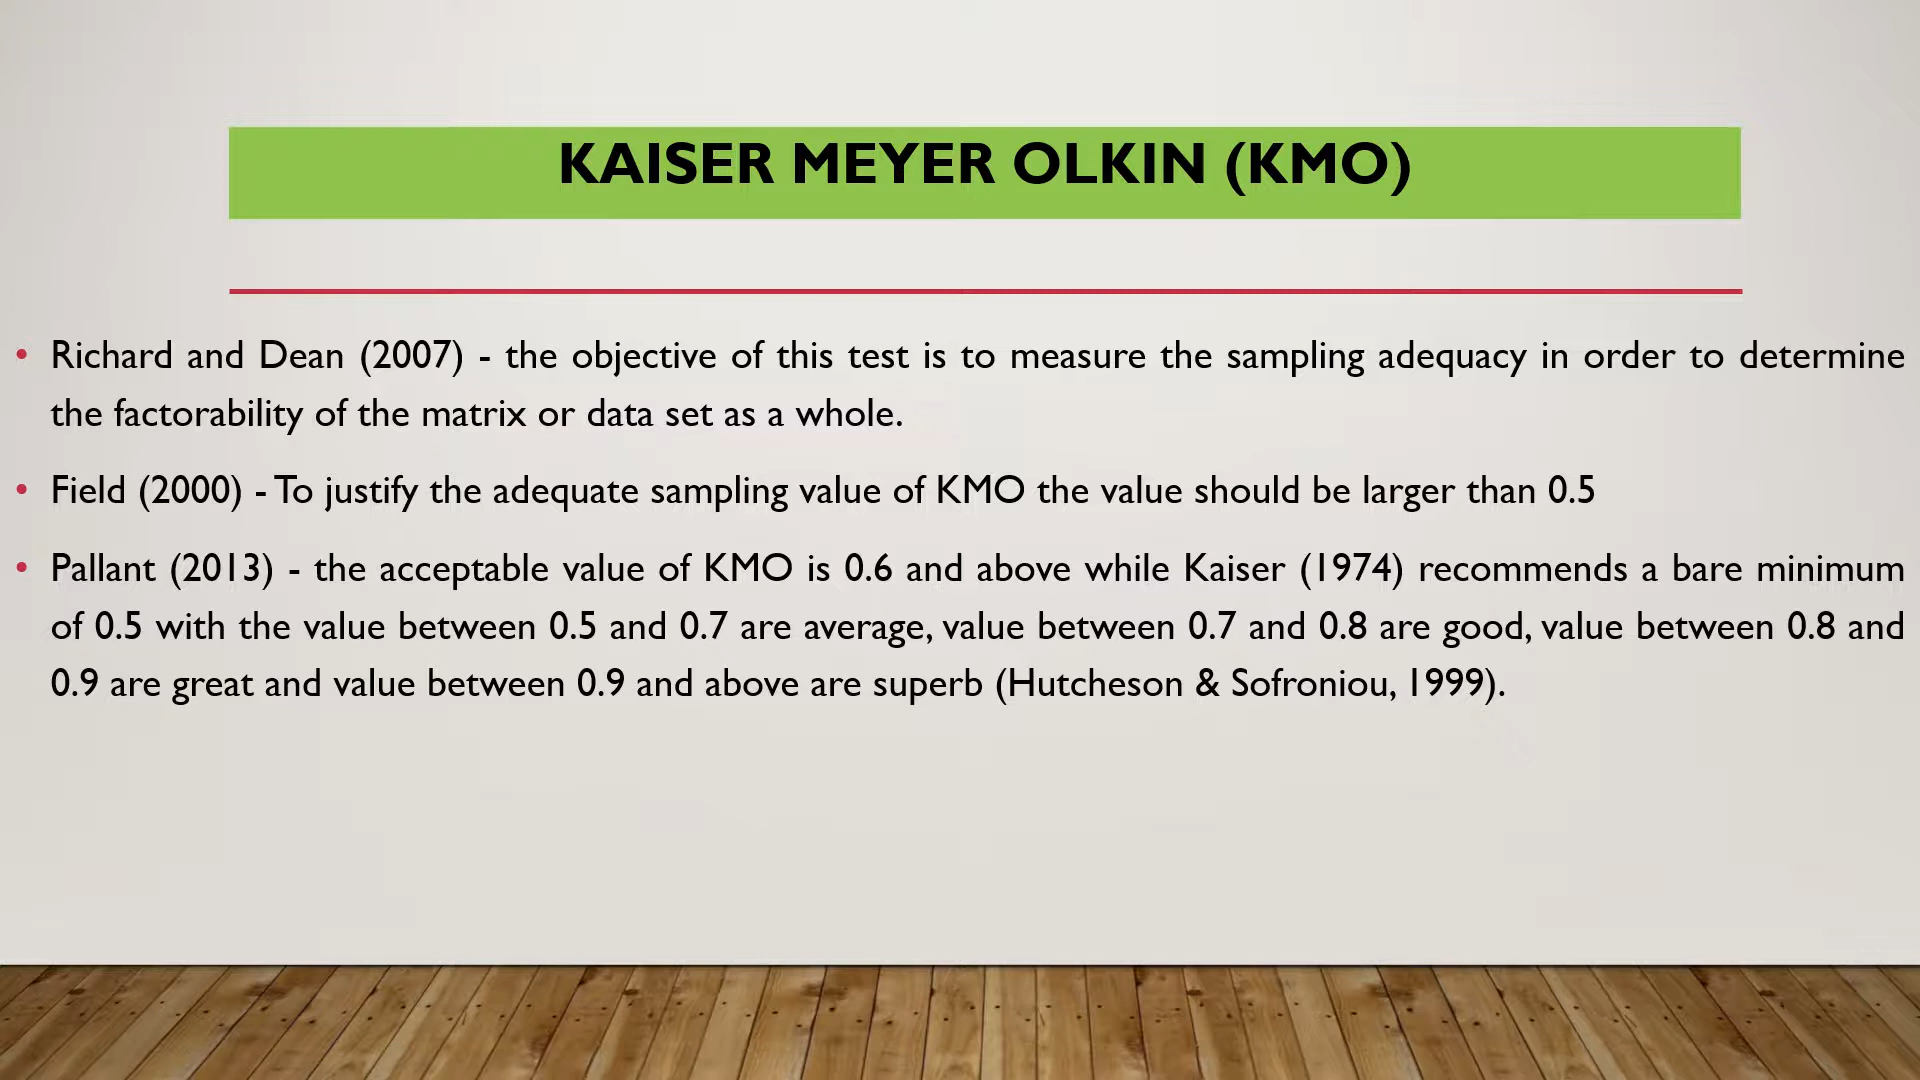 KAISER MEYER OLKIN (KMO)
• Richard and Dean (2007) - the objective of this test is to measure the sampling adequacy in order to determine
the factorability of the matrix or data set as a whole.
• Field (2000) - To justify the adequate sampling value of KMO the value should be larger than 0.5
• Pallant (2013) - the acceptable value of KMO is 0.6 and above while Kaiser (1974) recommends a bare minimum
of 0.5 with the value between 0.5 and 0.7 are average, value between 0.7 and 0.8 are good, value between 0.8 and
0.9 are great and value between 0.9 and above are superb (Hutcheson & Sofroniou, 1999).